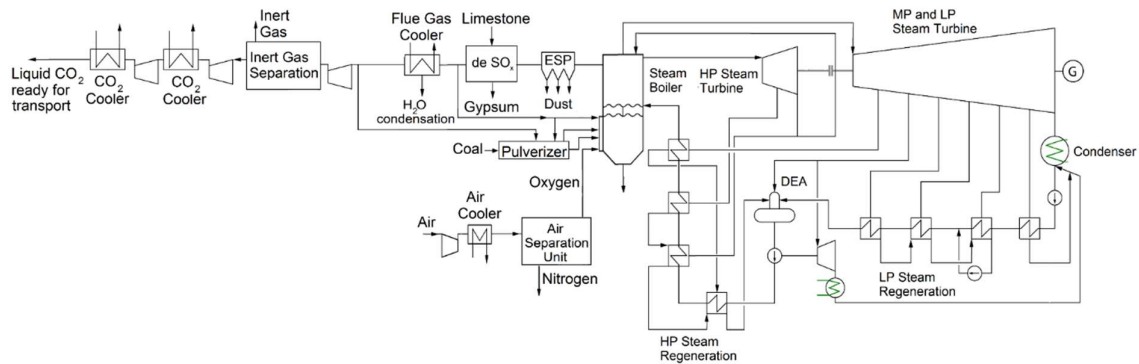 MP and LP
Steam Turbine
Inert
Gas
Flue Gas
Cooler
Limestone
Inert Gas
Separation
de SOₓ
ESP
Steam
Boiler
HP Steam
Turbine
G
Liquid CO₂
ready for
transport
CO₂
Cooler
CO₂
Cooler
H₂O
condensation
Gypsum
Dust
Coal
Pulverizer
Condenser
Oxygen
DEA
Air
Air
Cooler
Air
Separation
Unit
Nitrogen
LP Steam
Regeneration
HP Steam
Regeneration